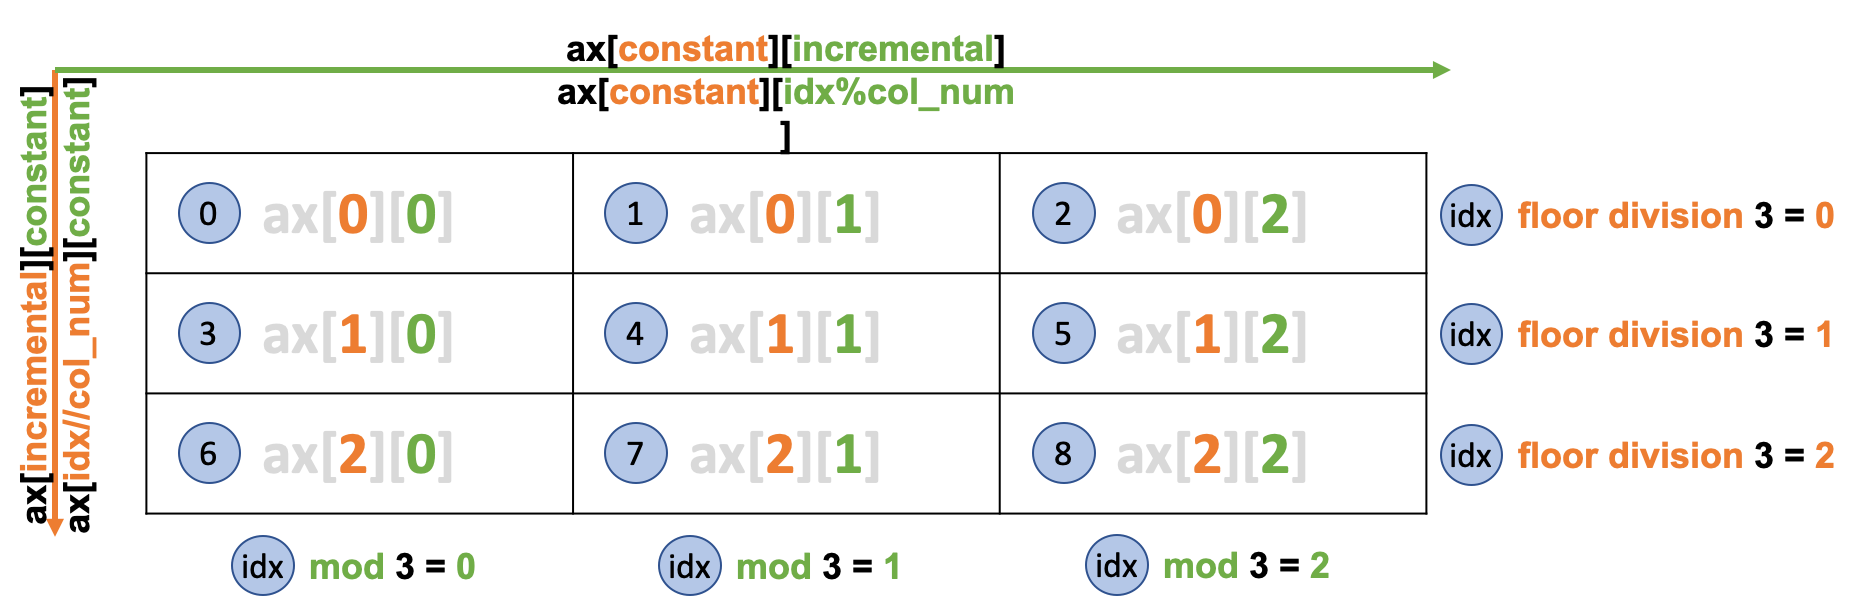 ax[constant][incremental]
ax[constant][idx%col_num
]
ax[incremental][constant]
ax[idx//col_num][constant]
0 ax[0][0] 1 ax[0][1] 2 ax[0][2] idx floor division 3 = 0
3 ax[1][0] 4 ax[1][1] 5 ax[1][2] idx floor division 3 = 1
6 ax[2][0] 7 ax[2][1] 8 ax[2][2] idx floor division 3 = 2
idx mod 3 = 0 idx mod 3 = 1 idx mod 3 = 2